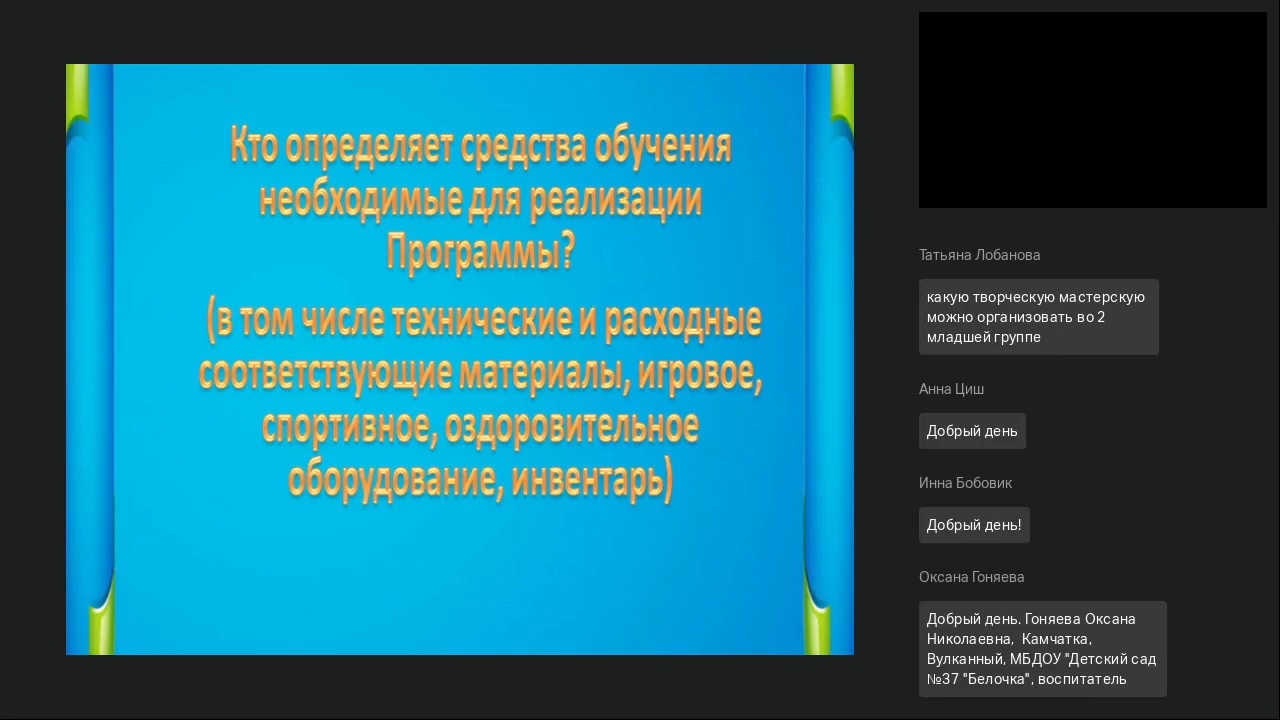 Кто определяет средства обучения
необходимые для реализации
Программы?
(в том числе технические и расходные
соответствующие материалы, игровое,
спортивное, оздоровительное
оборудование, инвентарь)
Татьяна Лобанова
какую творческую мастерскую
можно организовать во 2
младшей группе
Анна Циш
Добрый день
Инна Бобовик
Добрый день!
Оксана Гоняева
Добрый день. Гоняева Оксана
Николаевна,  Камчатка,
Вулканный, МБДОУ "Детский сад
№37 "Белочка", воспитатель